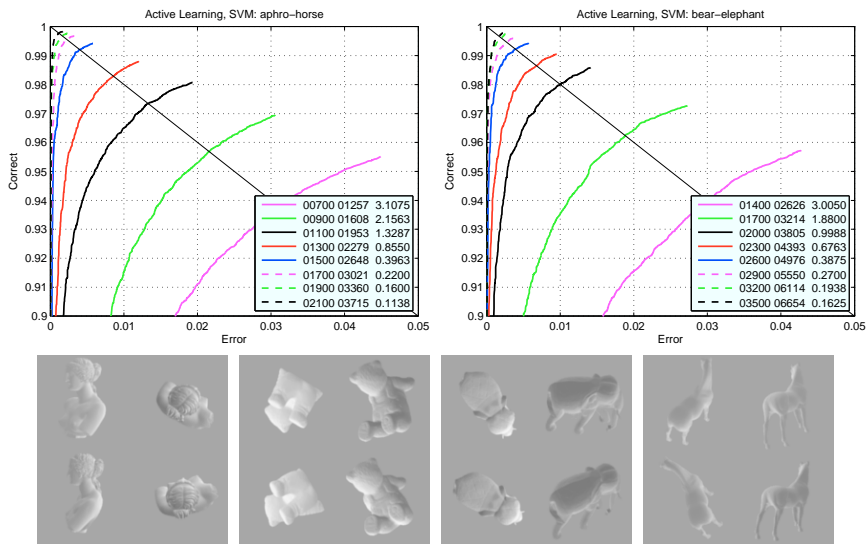 Active Learning, SVM: aphro−horse
1
0.99
0.98
0.97
0.96
0.95
0.94
0.93
0.92
0.91
0.9
Correct
0
0.01
0.02
0.03
0.04
0.05
Error
00700 01257 3.1075
00900 01608 2.1563
01100 01953 1.3287
01300 02279 0.8550
01500 02648 0.3963
01700 03021 0.2200
01900 03360 0.1600
02100 03715 0.1138
Active Learning, SVM: bear−elephant
1
0.99
0.98
0.97
0.96
0.95
0.94
0.93
0.92
0.91
0.9
Correct
0
0.01
0.02
0.03
0.04
0.05
Error
01400 02626 3.0050
01700 03214 1.8800
02000 03805 0.9988
02300 04393 0.6763
02600 04976 0.3875
02900 05550 0.2700
03200 06114 0.1938
03500 06654 0.1625